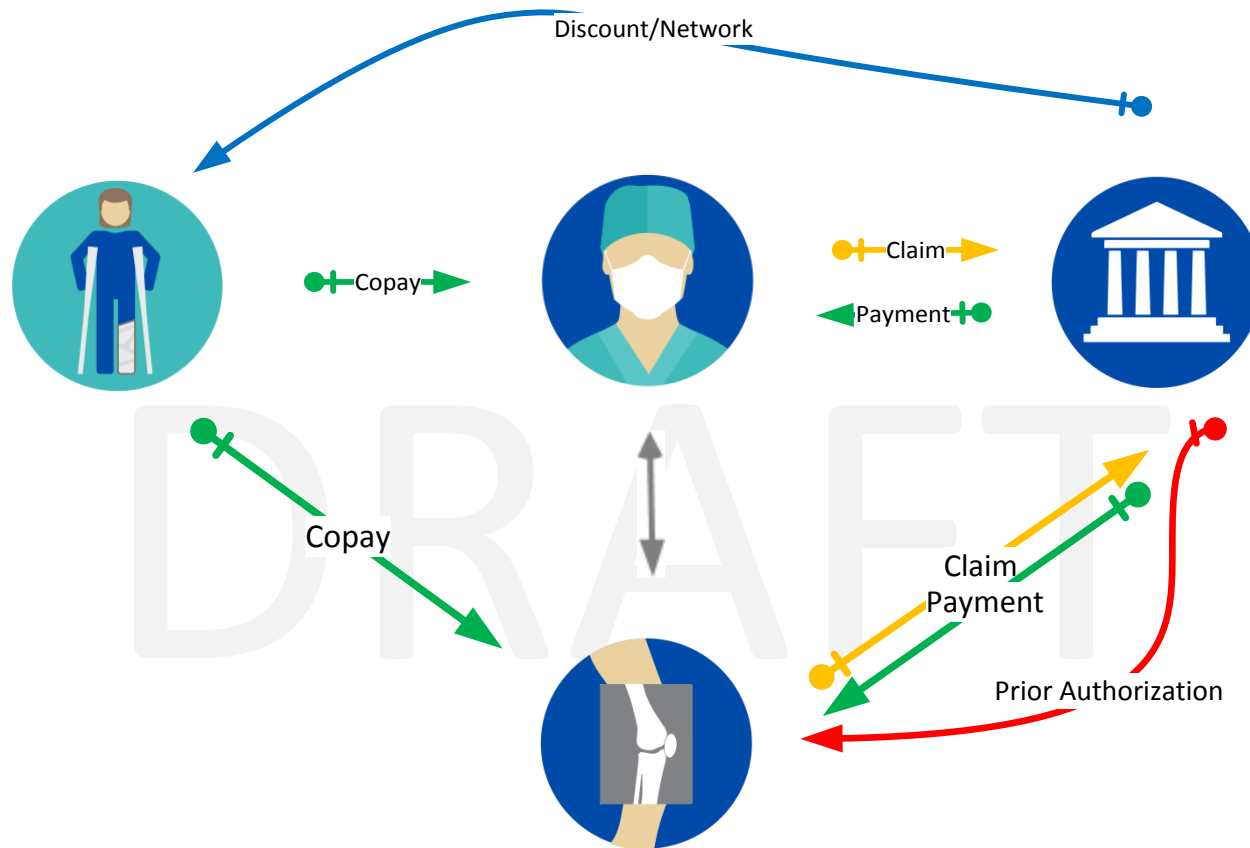 Discount/Network
Copay
Claim
Payment
DRAFT
Copay
Claim
Payment
Prior Authorization